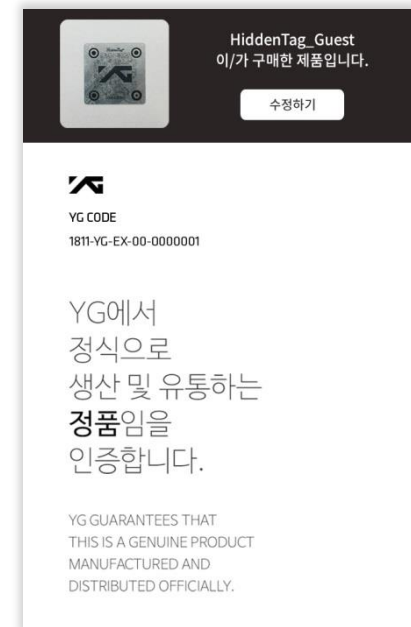 HiddenTag_Guest
이/가 구매한 제품입니다.
수정하기
YG
YG CODE
1811-YG-EX-00-0000001
YG에서
정식으로
생산 및 유통하는
정품임을
인증합니다.
YG GUARANTEES THAT
THIS IS A GENUINE PRODUCT
MANUFACTURED AND
DISTRIBUTED OFFICIALLY.